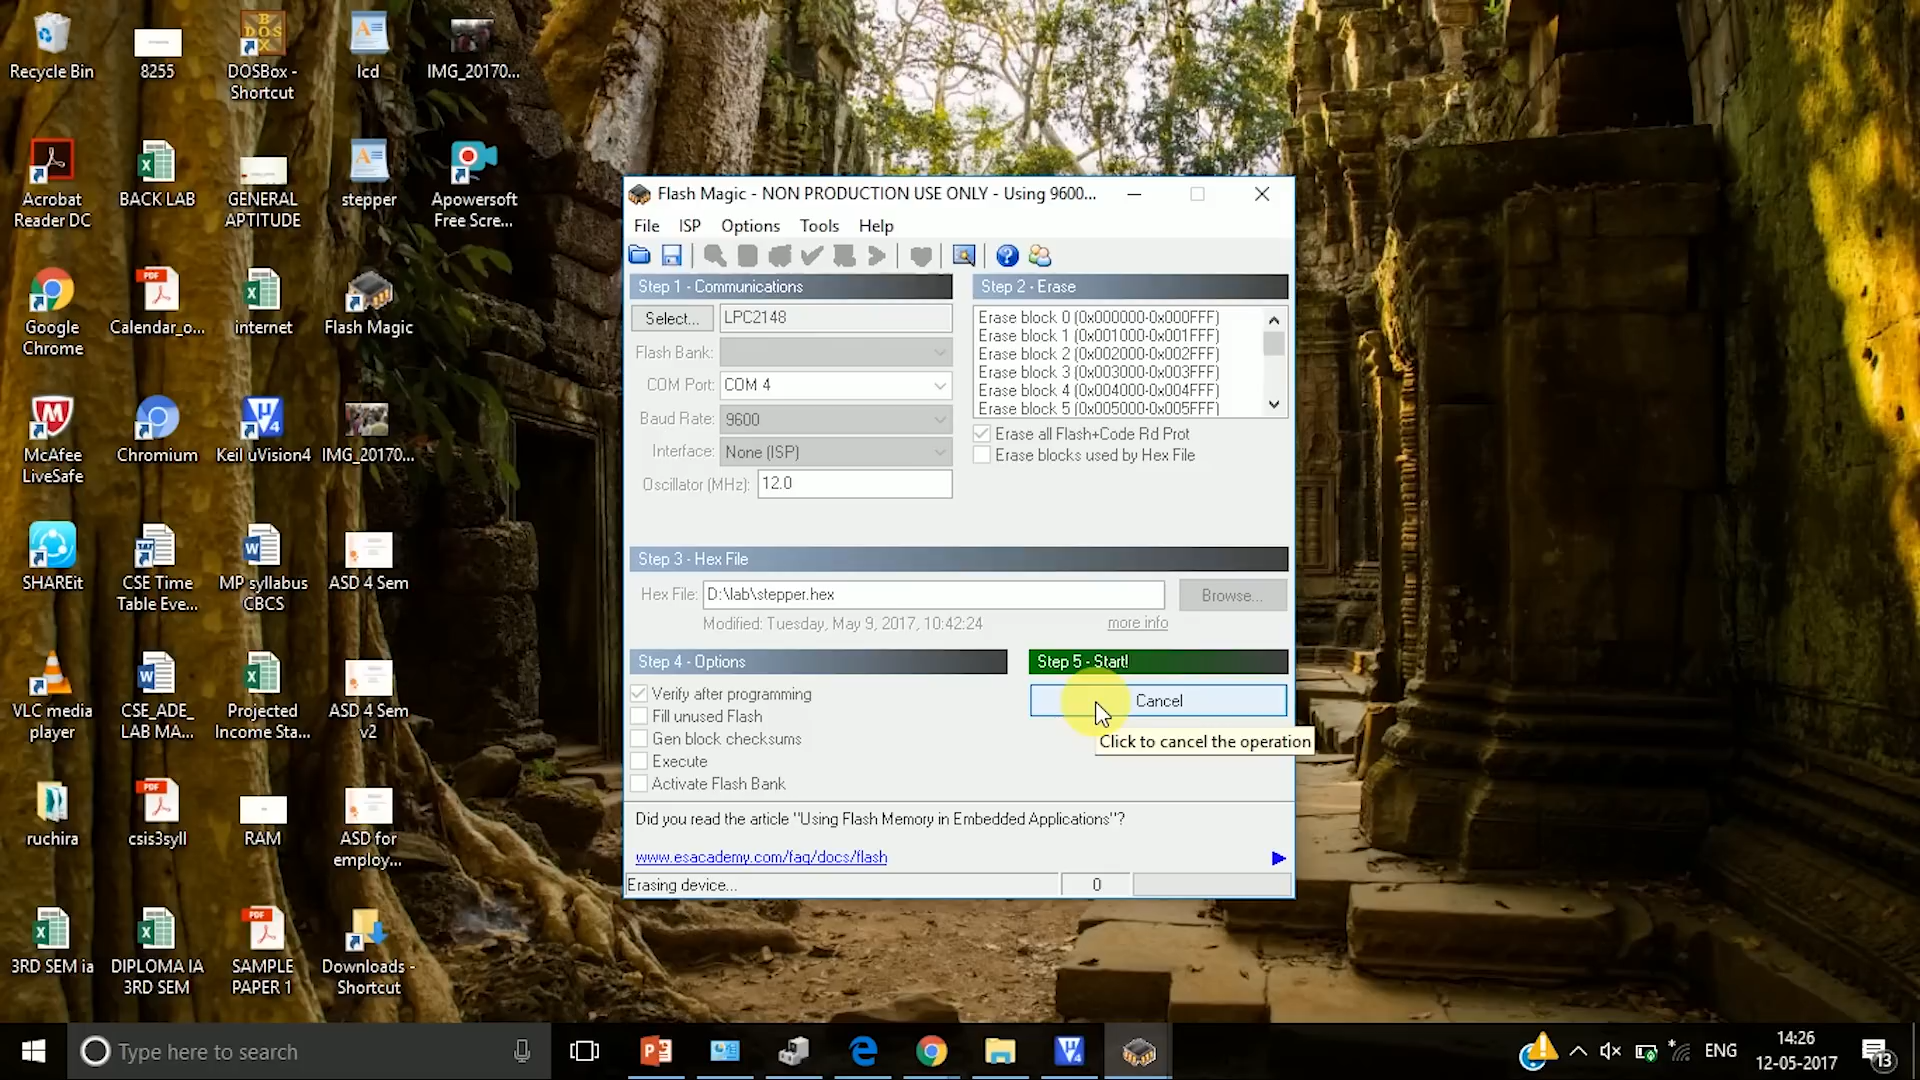 Recycle Bin
8255
DOSBox -
Shortcut
lcd
IMG_20170...
Acrobat
Reader DC
BACK LAB
GENERAL
APTITUDE
stepper
Apowersoft
Free Scre...
Google
Chrome
Calendar_o...
internet
Flash Magic
McAfee
LiveSafe
Chromium
Keil uVision4
IMG_20170...
SHAREit
CSE Time
Table Eve...
MP syllabus
CBCS
ASD 4 Sem
VLC media
player
CSE_ADE_
LAB MA...
Projected
Income Sta...
ASD 4 Sem
v2
ruchira
csis3syll
RAM
ASD for
employ...
3RD SEM ia
DIPLOMA IA
3RD SEM
SAMPLE
PAPER 1
Downloads -
Shortcut
Flash Magic - NON PRODUCTION USE ONLY - Using 9600...
File ISP Options Tools Help
Step 1 - Communications
Select... LPC2148
Flash Bank:
COM Port: COM 4
Baud Rate: 9600
Interface: None (ISP)
Oscillator (MHz): 12.0
Step 2 - Erase
Erase block 0 (0x000000-0x000FFF)
Erase block 1 (0x001000-0x001FFF)
Erase block 2 (0x002000-0x002FFF)
Erase block 3 (0x003000-0x003FFF)
Erase block 4 (0x004000-0x004FFF)
Erase block 5 (0x005000-0x005FFF)
Erase all Flash+Code Rd Prot
Erase blocks used by Hex File
Step 3 - Hex File
Hex File: D:\lab\stepper.hex Browse...
Modified: Tuesday, May 9, 2017, 10:42:24 more info
Step 4 - Options
Verify after programming
Fill unused Flash
Gen block checksums
Execute
Activate Flash Bank
Step 5 - Start!
Cancel
Click to cancel the operation
Did you read the article "Using Flash Memory in Embedded Applications"?
www.esacademy.com/faq/docs/flash
Erasing device... 0
Type here to search
ENG
14:26
12-05-2017
13